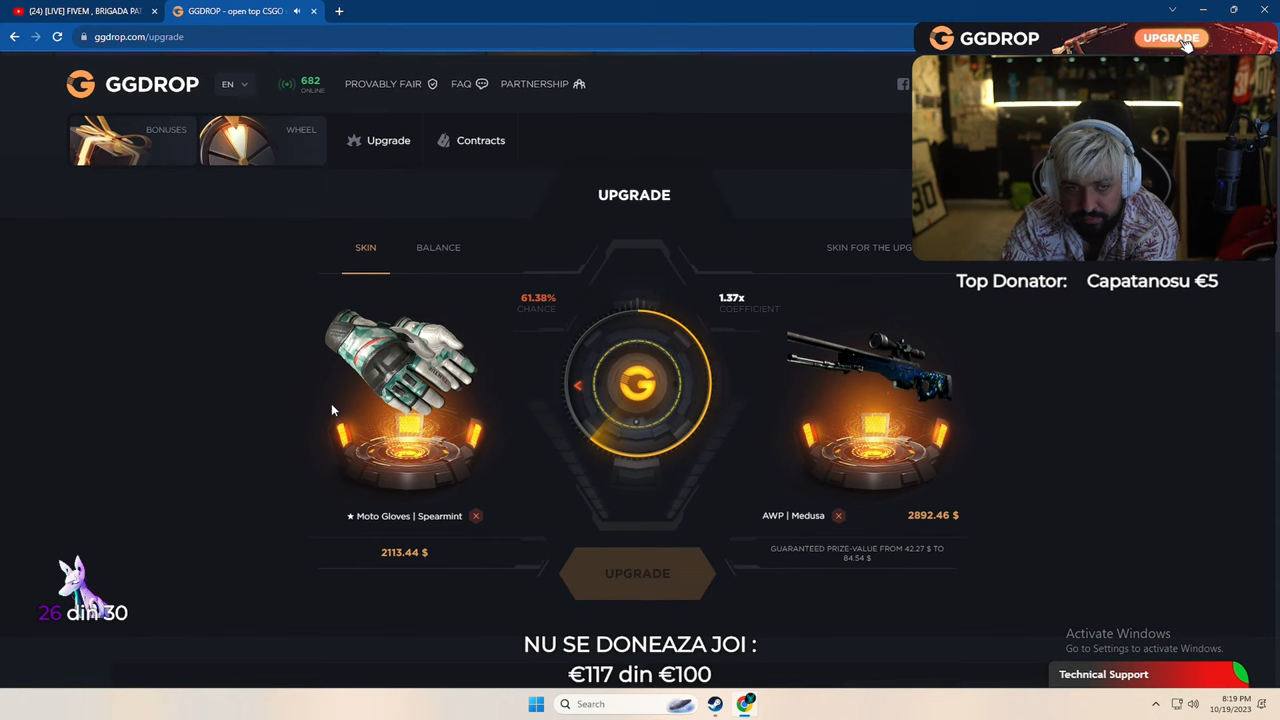 (24) [LIVE] FIVEM , BRIGADA PAT
GGDROP - open top CSGO
ggdrop.com/upgrade
GGDROP
UPGRADE
GGDROP
EN
682
ONLINE
PROVABLY FAIR
FAQ
PARTNERSHIP
BONUSES
WHEEL
Upgrade
Contracts
UPGRADE
SKIN
BALANCE
SKIN FOR THE UPG
Top Donator: Capatanosu €5
61.38%
CHANCE
1.37x
COEFFICIENT
★ Moto Gloves | Spearmint
2113.44 $
AWP | Medusa
2892.46 $
GUARANTEED PRIZE-VALUE FROM 42.27 $ TO
84.54 $
UPGRADE
26 din 30
NU SE DONEAZA JOI :
€117 din €100
Activate Windows
Go to Settings to activate Windows.
Technical Support
Search
8:19 PM
10/19/2023